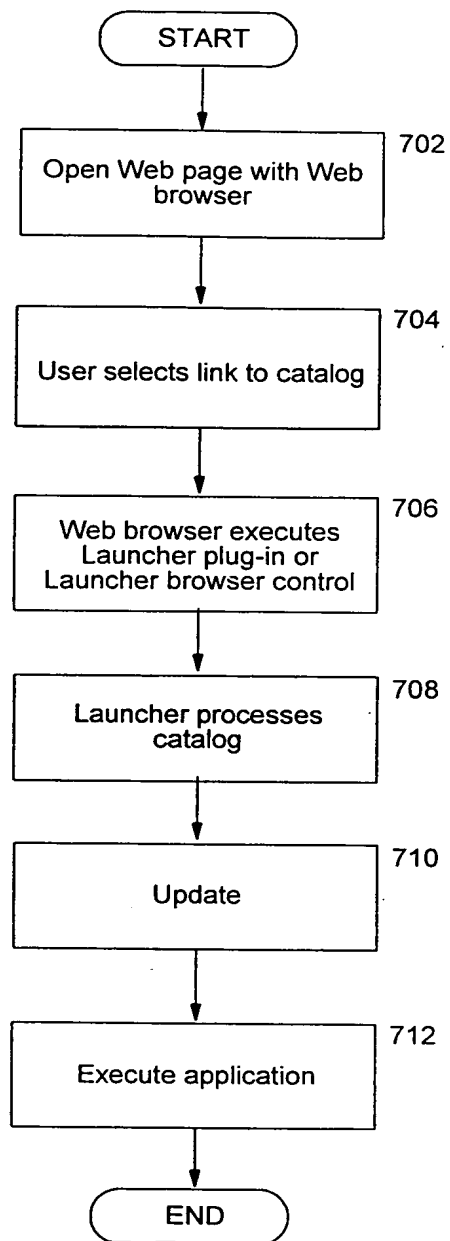 START
702
Open Web page with Web
browser
704
User selects link to catalog
706
Web browser executes
Launcher plug-in or
Launcher browser control
708
Launcher processes
catalog
710
Update
712
Execute application
END